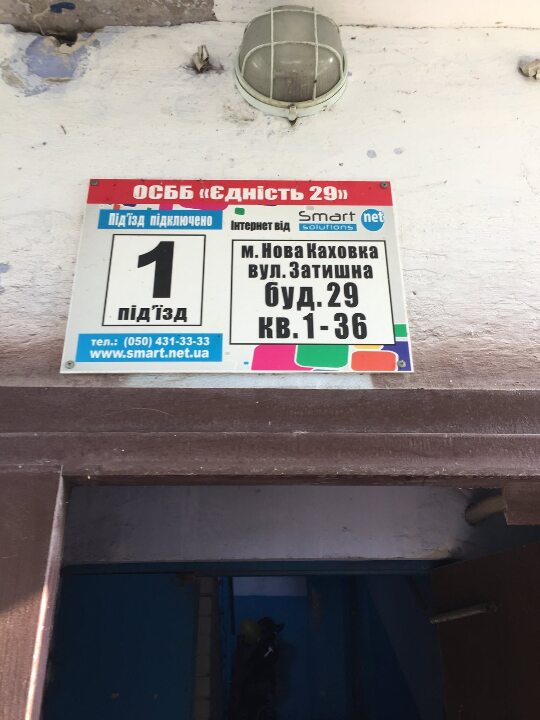 ОСББ «Єдність 29»
Під'їзд підключено
1
під'їзд
тел.: (050) 431-33-33
www.smart.net.ua
Інтернет від Smart solutions net
м. Нова Каховка
вул. Затишна
буд. 29
кв. 1 - 36